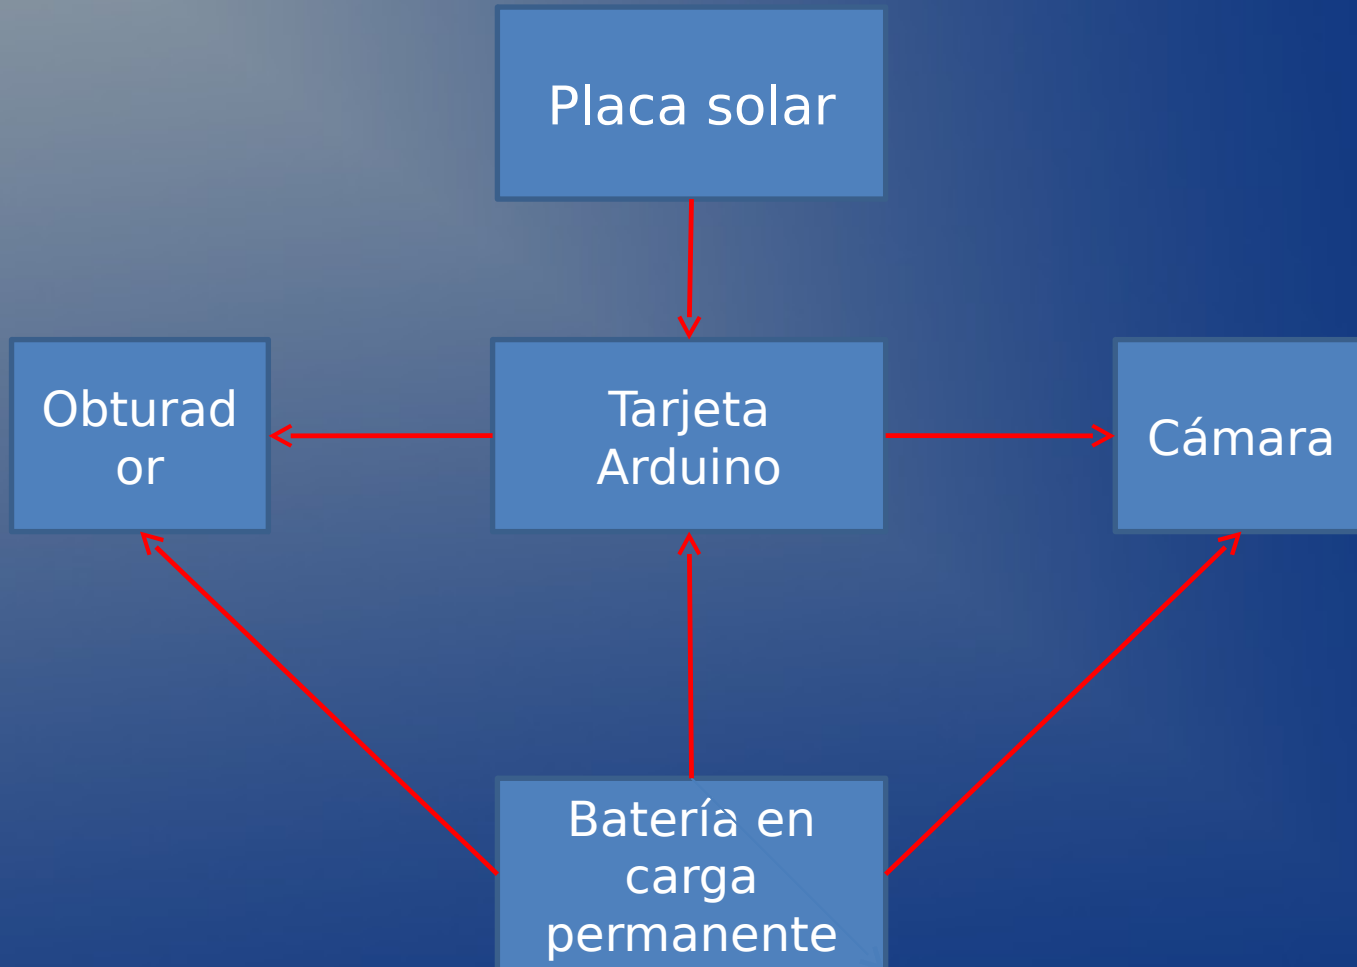 Placa solar
Obturad
or
Tarjeta
Arduino
Cámara
Batería en
carga
permanente